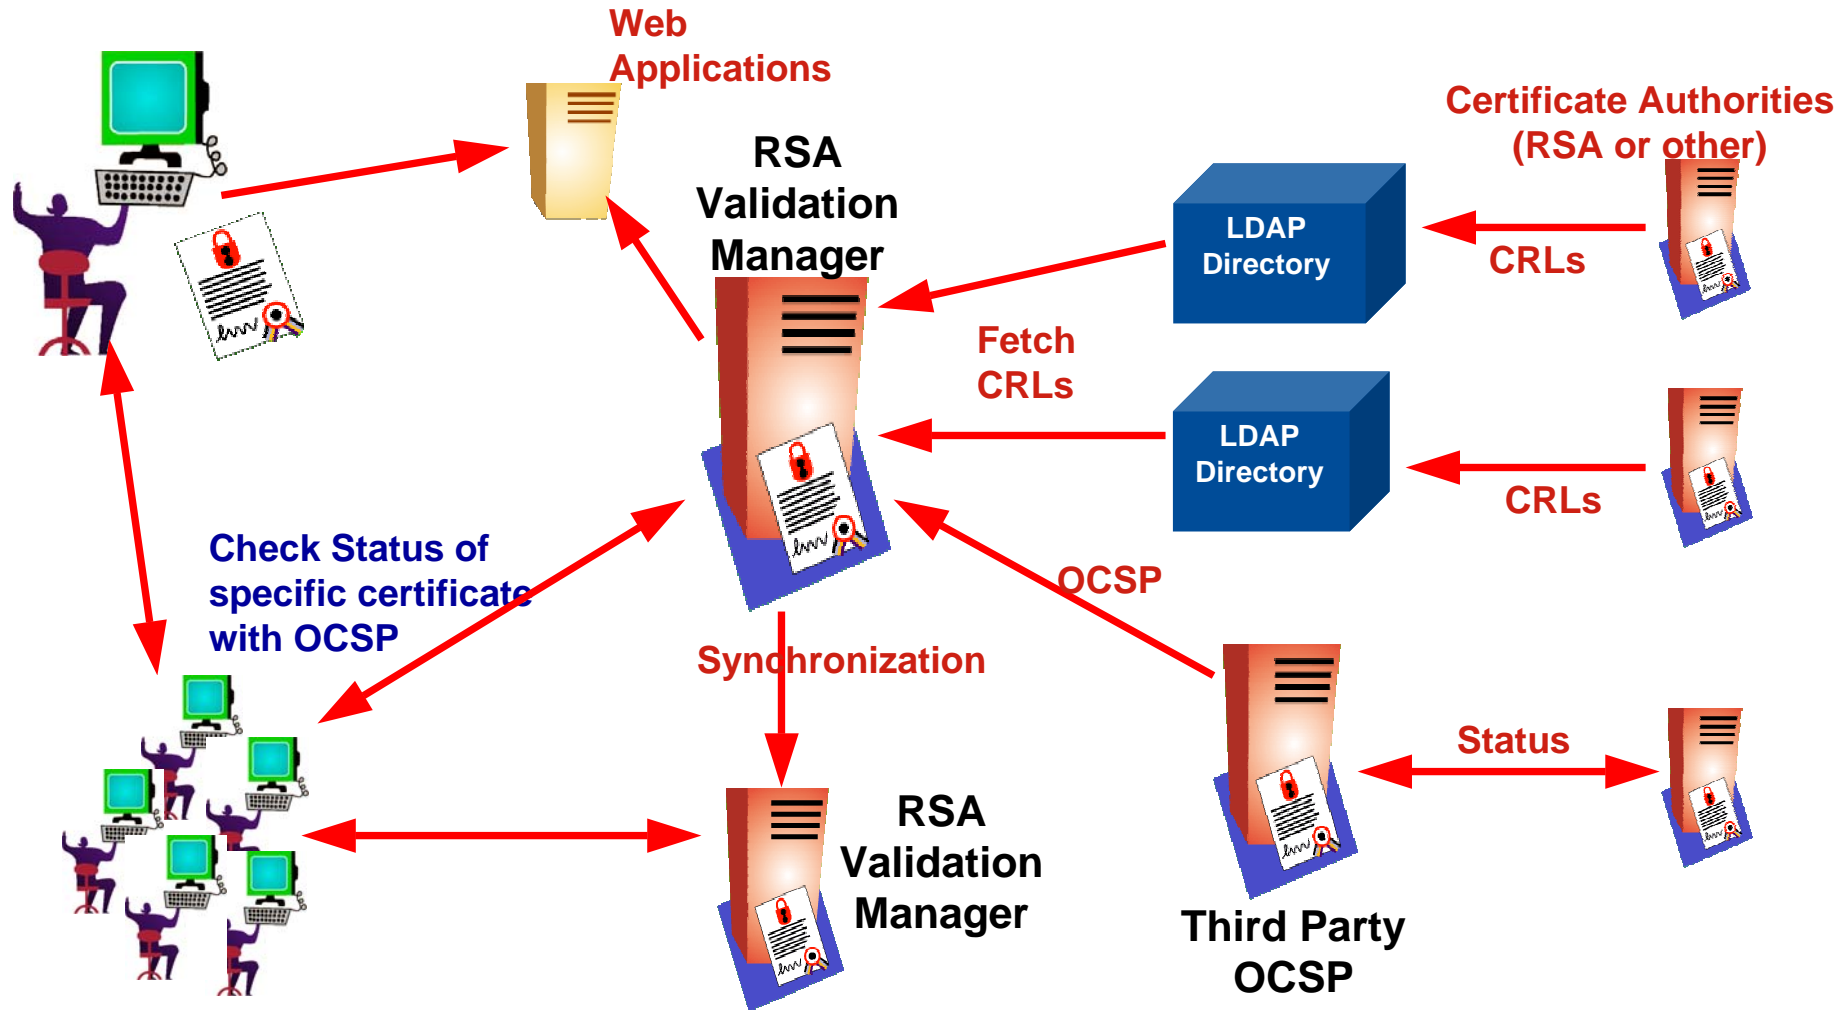 Web
Applications
Certificate Authorities
(RSA or other)
RSA
Validation
Manager
LDAP
Directory
CRLs
Fetch
CRLs
LDAP
Directory
CRLs
Check Status of
specific certificate
with OCSP
OCSP
Synchronization
Status
RSA
Validation
Manager
Third Party
OCSP